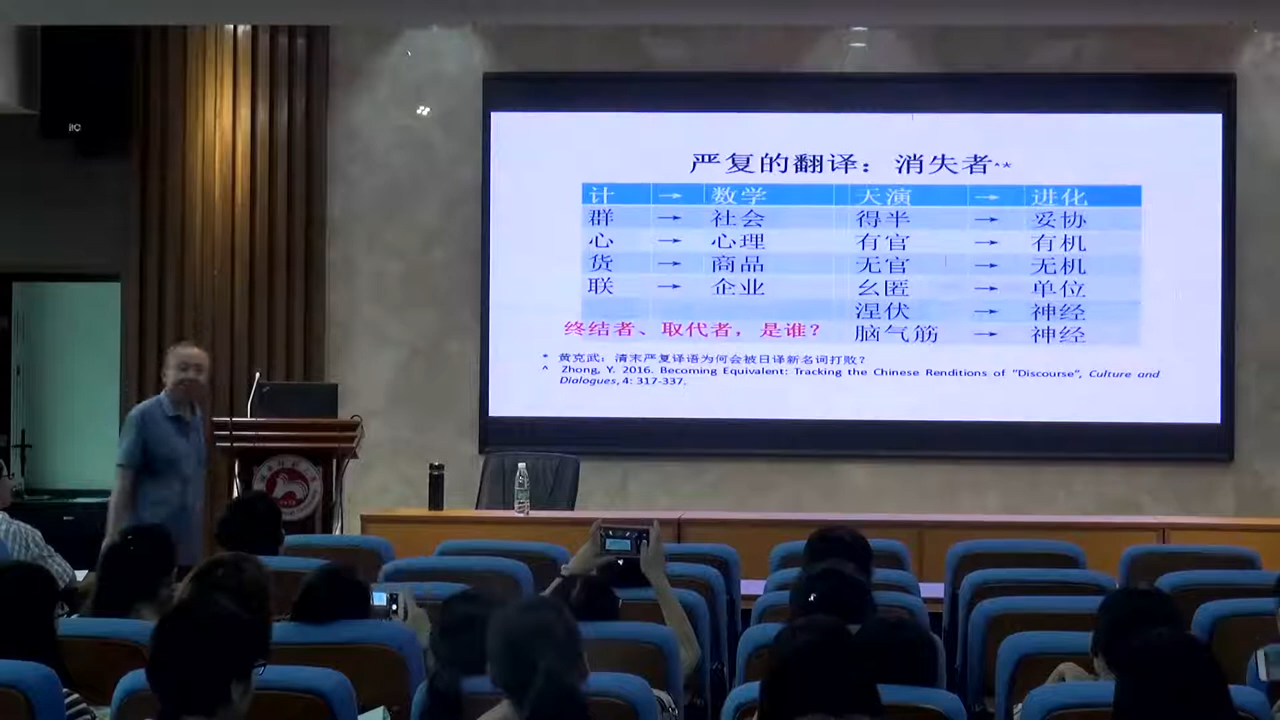 严复的翻译：消失者^*
计 → 数学 天演 → 进化
群 → 社会 得半 → 妥协
心 → 心理 有官 → 有机
货 → 商品 无官 → 无机
联 → 企业 幺匿 → 单位
涅伏 → 神经
终结者、取代者，是谁？ 脑气筋 → 神经
* 黄克武：清末严复译语为何会被日译新名词打败？
^ Zhong, Y. 2016. Becoming Equivalent: Tracking the Chinese Renditions of “Discourse”, Culture and
Dialogues, 4: 317-337.
itc